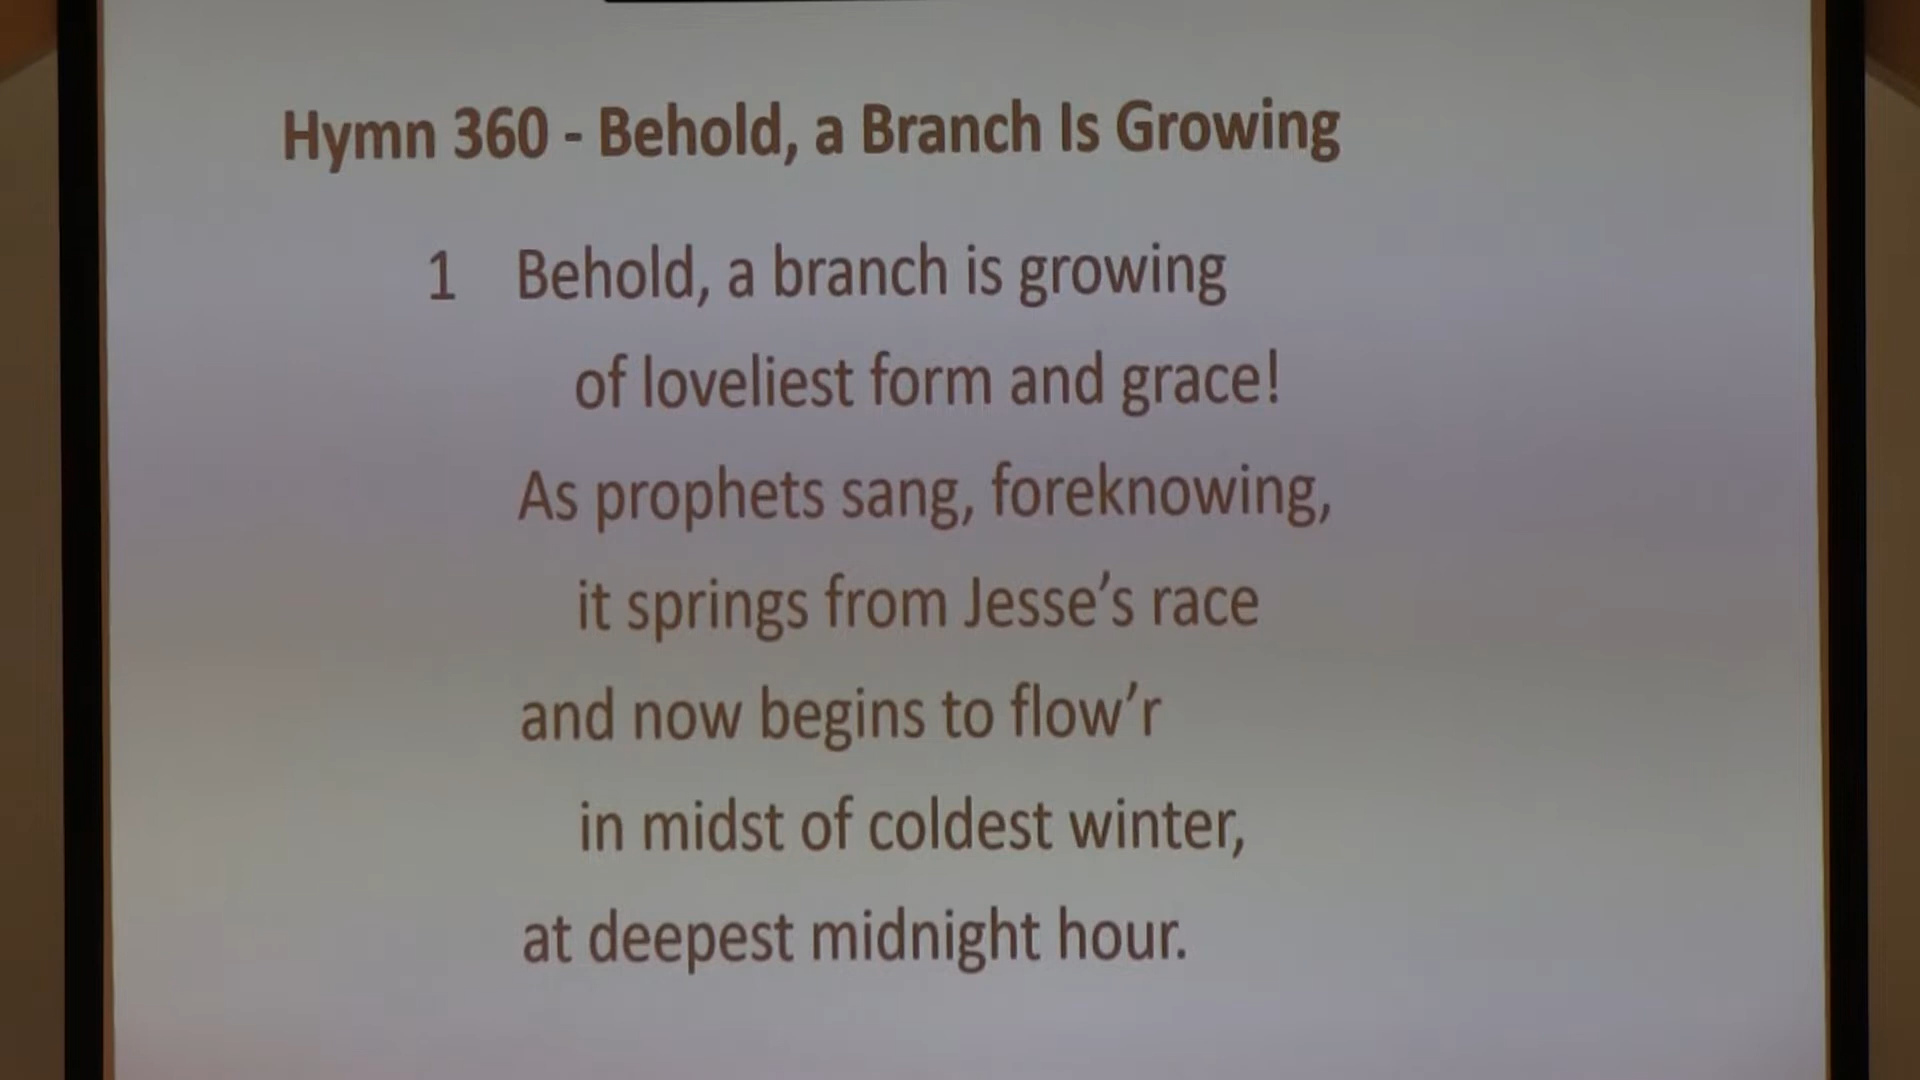 Hymn 360 - Behold, a Branch Is Growing
1 Behold, a branch is growing
of loveliest form and grace!
As prophets sang, foreknowing,
it springs from Jesse’s race
and now begins to flow’r
in midst of coldest winter,
at deepest midnight hour.